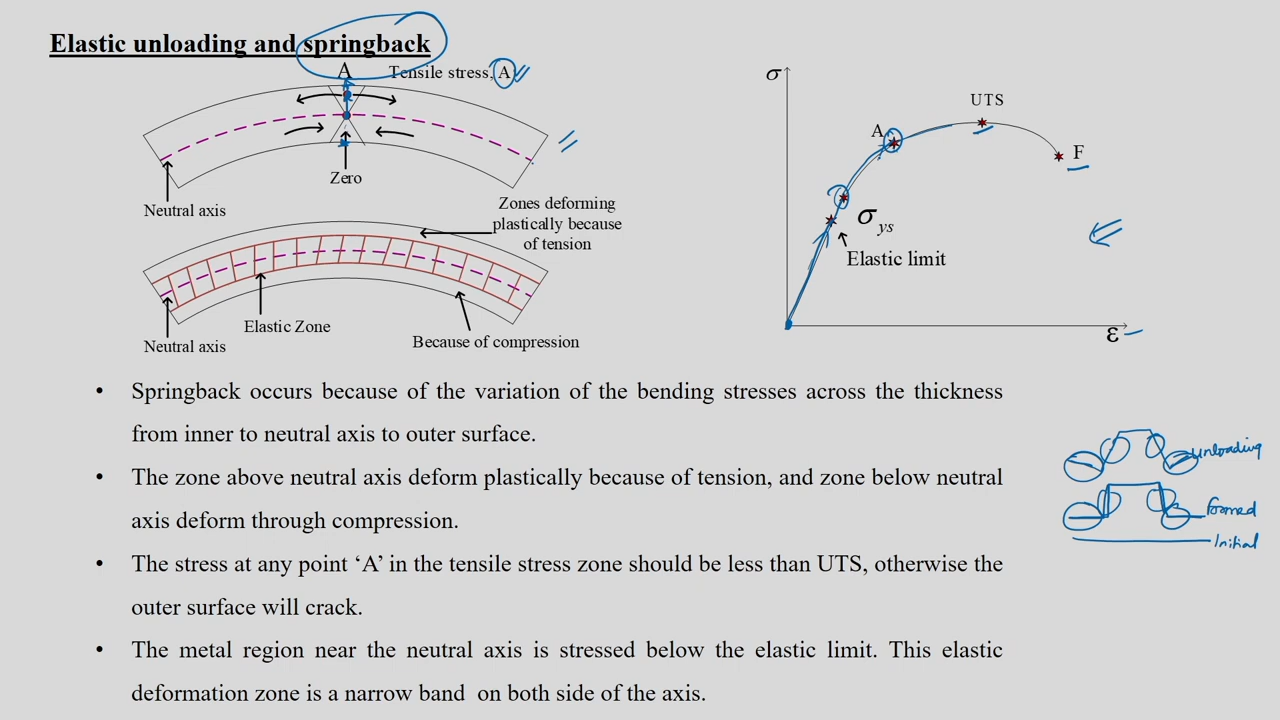 Elastic unloading and springback
A
Tensile stress, A
Zero
Neutral axis
Zones deforming
plastically because
of tension
Elastic Zone
Neutral axis
Because of compression
σ
UTS
A
F
σys
Elastic limit
ε
• Springback occurs because of the variation of the bending stresses across the thickness
from inner to neutral axis to outer surface.
• The zone above neutral axis deform plastically because of tension, and zone below neutral
axis deform through compression.
• The stress at any point ‘A’ in the tensile stress zone should be less than UTS, otherwise the
outer surface will crack.
• The metal region near the neutral axis is stressed below the elastic limit. This elastic
deformation zone is a narrow band on both side of the axis.
unloading
formed
Initial